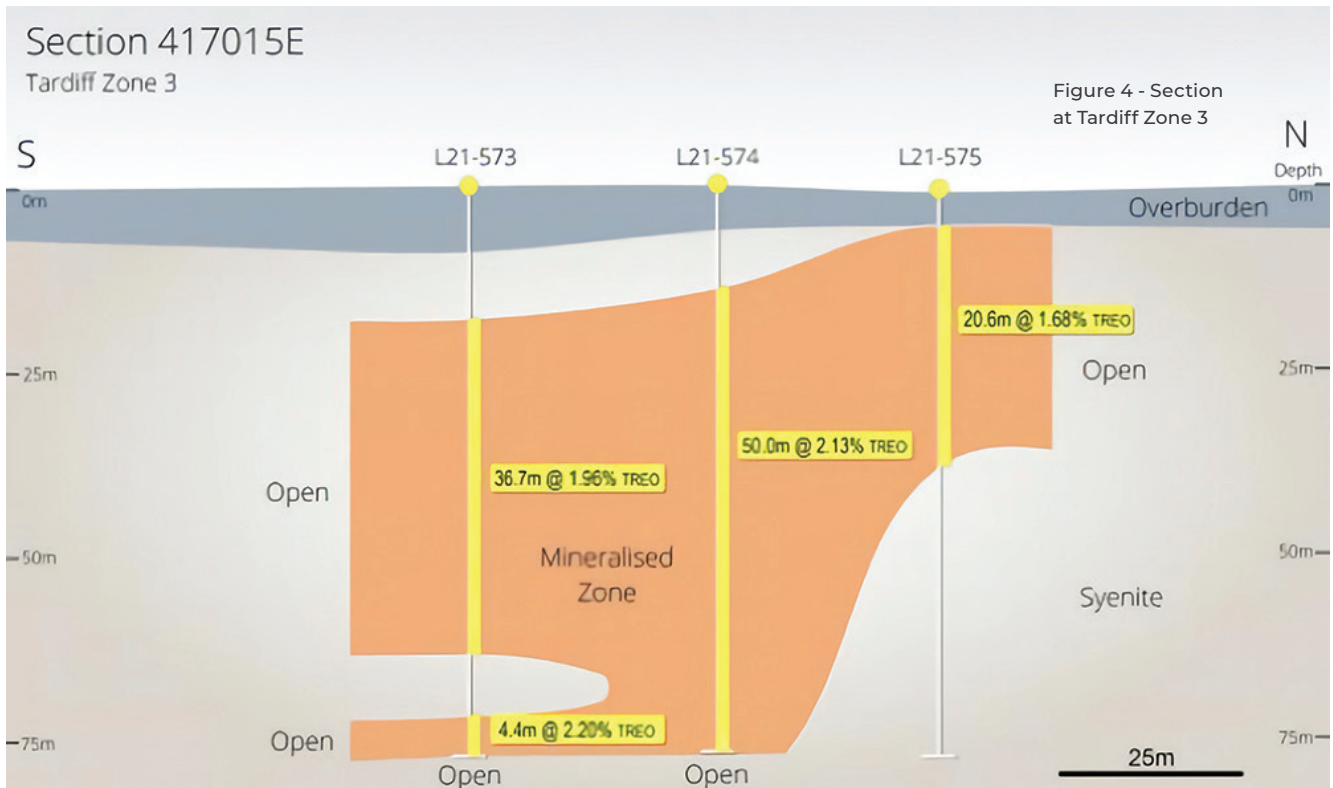 Section 417015E
Tardiff Zone 3
Figure 4 - Section
at Tardiff Zone 3
S
N
L21-573
L21-574
L21-575
Depth
0m
0m
Overburden
20.6m @ 1.68% TREO
25m
Open
25m
50.0m @ 2.13% TREO
36.7m @ 1.96% TREO
Open
50m
Mineralised
Zone
50m
Syenite
4.4m @ 2.20% TREO
Open
75m
75m
25m
Open
Open